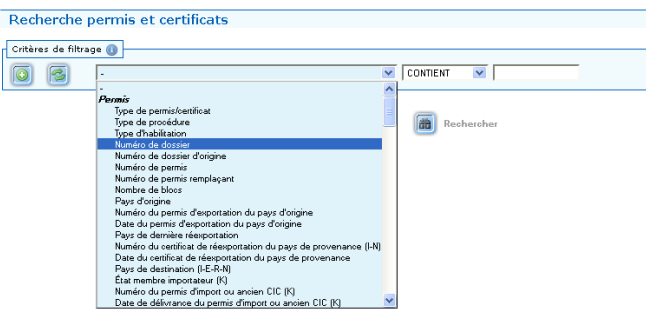 Recherche permis et certificats
Critères de filtrage
-
CONTIENT
-
Permis
Type de permis/certificat
Type de procédure
Type d'habilitation
Numéro de dossier
Numéro de dossier d'origine
Numéro de permis
Numéro de permis remplaçant
Nombre de blocs
Pays d'origine
Numéro du permis d'exportation du pays d'origine
Date du permis d'exportation du pays d'origine
Pays de dernière réexportation
Numéro du certificat de réexportation du pays de provenance (I-N)
Date du certificat de réexportation du pays de provenance
Pays de destination (I-E-R-N)
État membre importateur (K)
Numéro du permis d'import ou ancien CIC (K)
Date de délivrance du permis d'import ou ancien CIC (K)
Rechercher